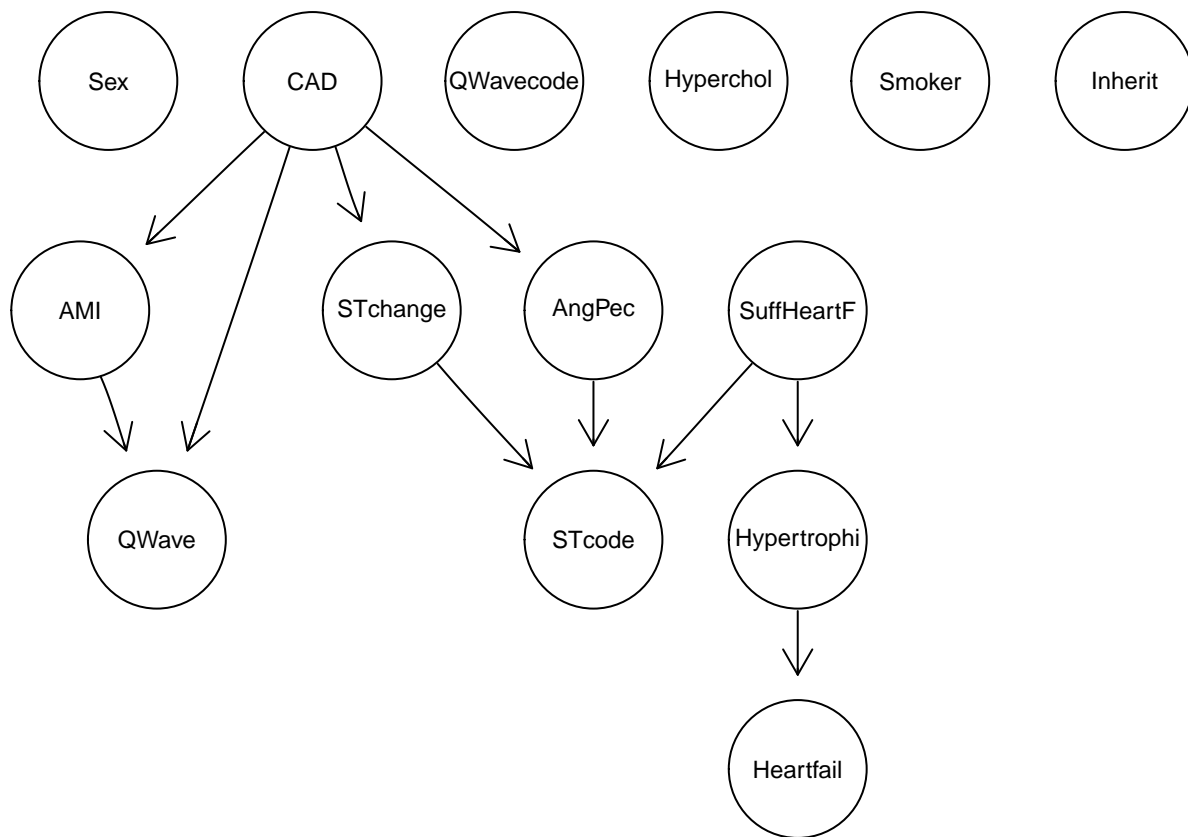 Sex
CAD
QWavecode
Hyperchol
Smoker
Inherit
AMI
STchange
AngPec
SuffHeartF
QWave
STcode
Hypertrophi
Heartfail